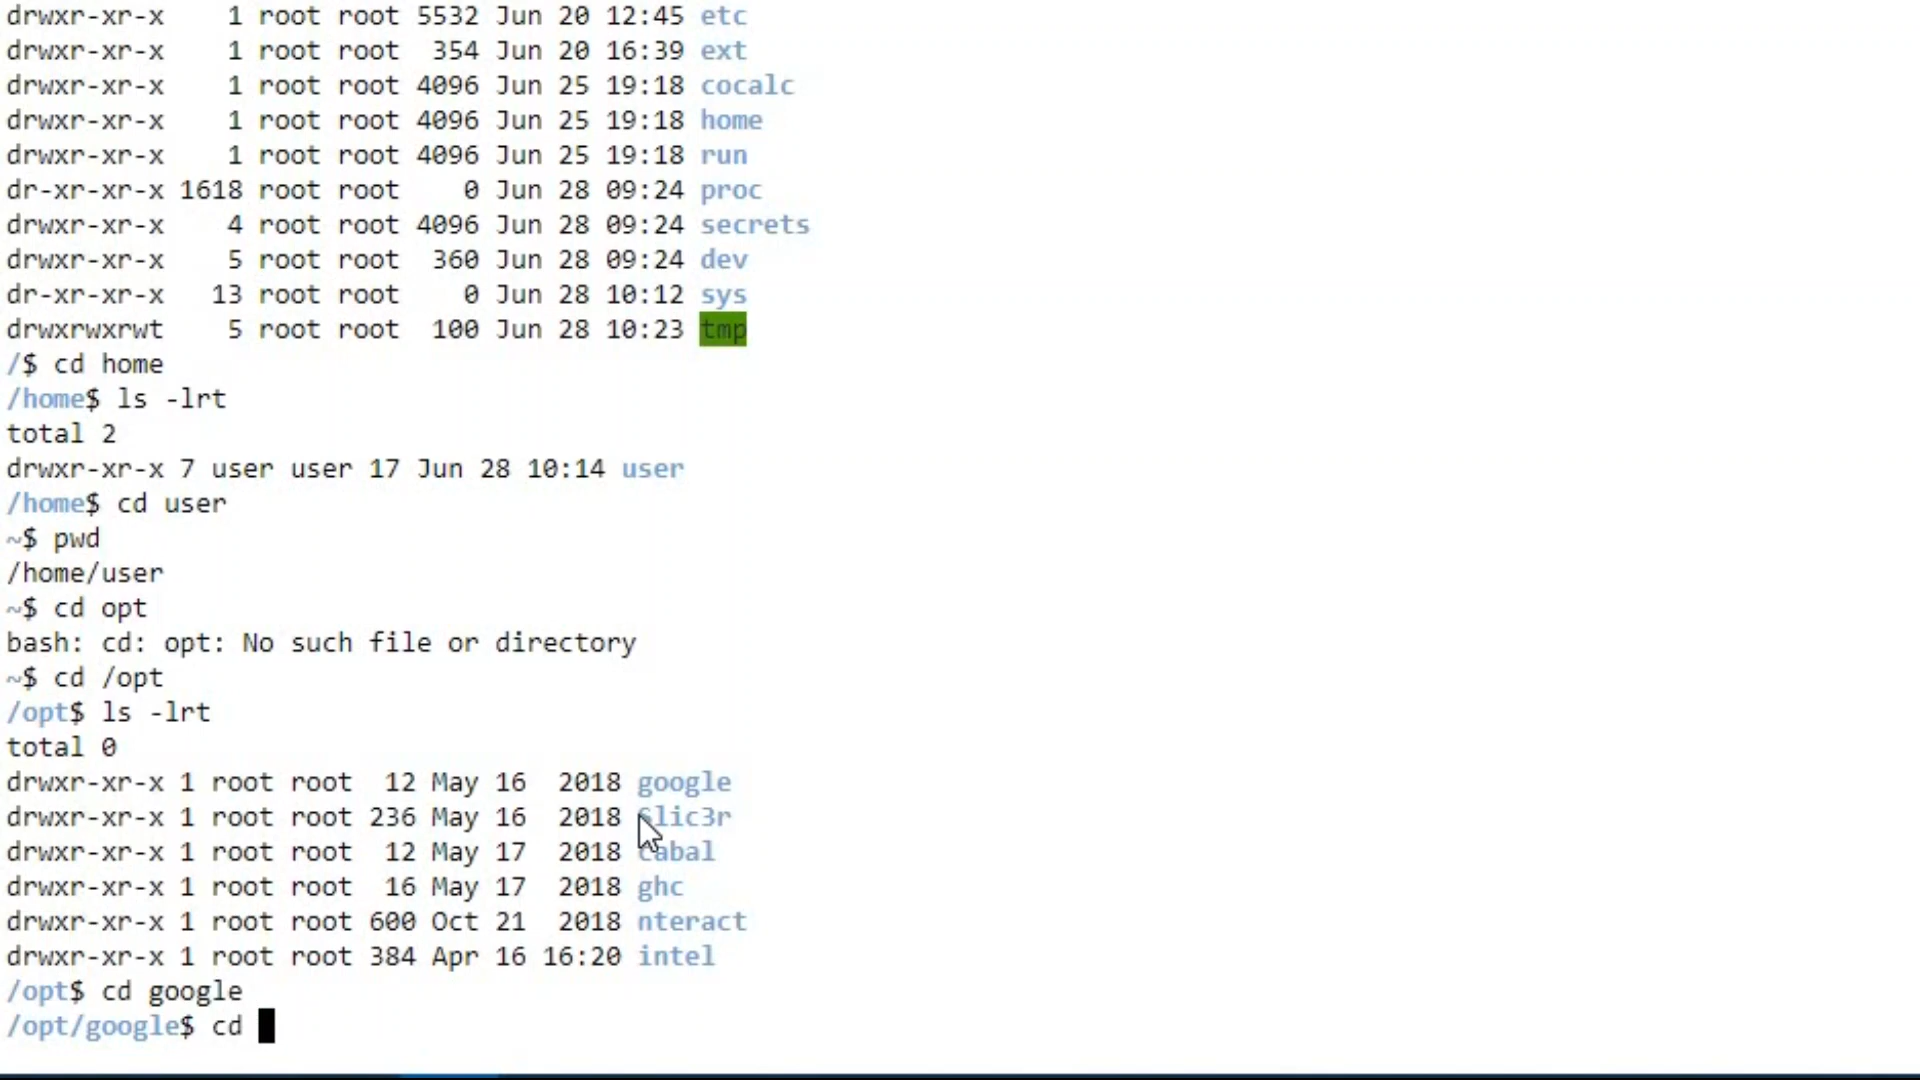 drwxr-xr-x    1 root root 5532 Jun 20 12:45 etc
drwxr-xr-x    1 root root  354 Jun 20 16:39 ext
drwxr-xr-x    1 root root 4096 Jun 25 19:18 cocalc
drwxr-xr-x    1 root root 4096 Jun 25 19:18 home
drwxr-xr-x    1 root root 4096 Jun 25 19:18 run
dr-xr-xr-x 1618 root root    0 Jun 28 09:24 proc
drwxr-xr-x    4 root root 4096 Jun 28 09:24 secrets
drwxr-xr-x    5 root root  360 Jun 28 09:24 dev
dr-xr-xr-x   13 root root    0 Jun 28 10:12 sys
drwxrwxrwt    5 root root  100 Jun 28 10:23 tmp
/$ cd home
/home$ ls -lrt
total 2
drwxr-xr-x 7 user user 17 Jun 28 10:14 user
/home$ cd user
~$ pwd
/home/user
~$ cd opt
bash: cd: opt: No such file or directory
~$ cd /opt
/opt$ ls -lrt
total 0
drwxr-xr-x 1 root root  12 May 16  2018 google
drwxr-xr-x 1 root root 236 May 16  2018 Slic3r
drwxr-xr-x 1 root root  12 May 17  2018 cabal
drwxr-xr-x 1 root root  16 May 17  2018 ghc
drwxr-xr-x 1 root root 600 Oct 21  2018 nteract
drwxr-xr-x 1 root root 384 Apr 16 16:20 intel
/opt$ cd google
/opt/google$ cd